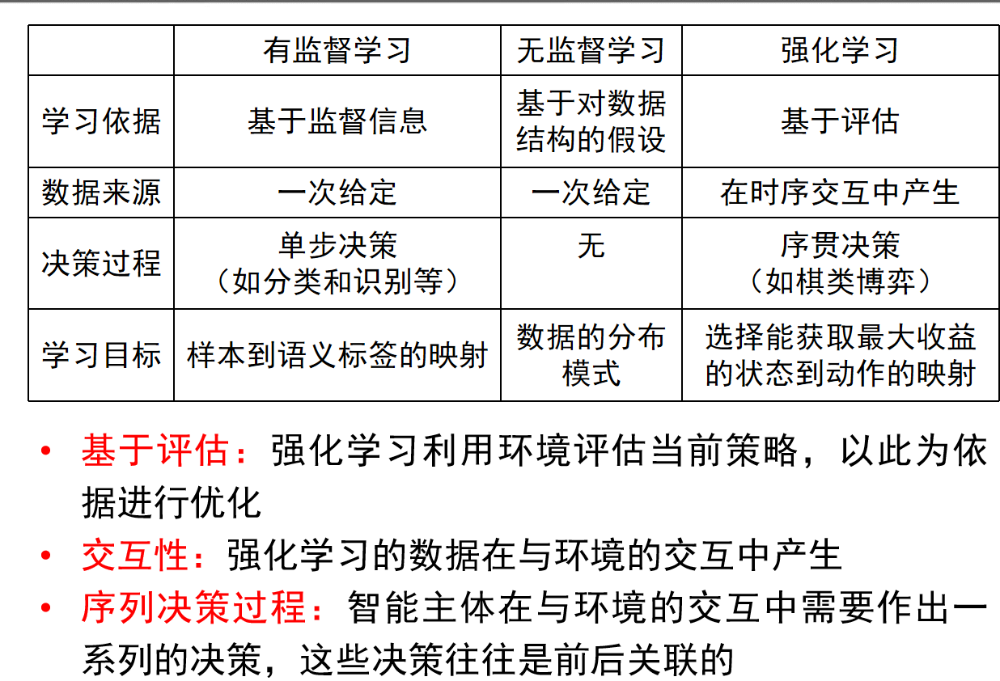 有监督学习 无监督学习 强化学习
学习依据 基于监督信息 基于对数据 基于评估
结构的假设
数据来源 一次给定 一次给定 在时序交互中产生
决策过程 单步决策 无 序贯决策
（如分类和识别等） （如棋类博弈）
学习目标 样本到语义标签的映射 数据的分布 选择能获取最大收益
模式 的状态到动作的映射
• 基于评估：强化学习利用环境评估当前策略，以此为依
据进行优化
• 交互性：强化学习的数据在与环境的交互中产生
• 序列决策过程：智能主体在与环境的交互中需要作出一
系列的决策，这些决策往往是前后关联的